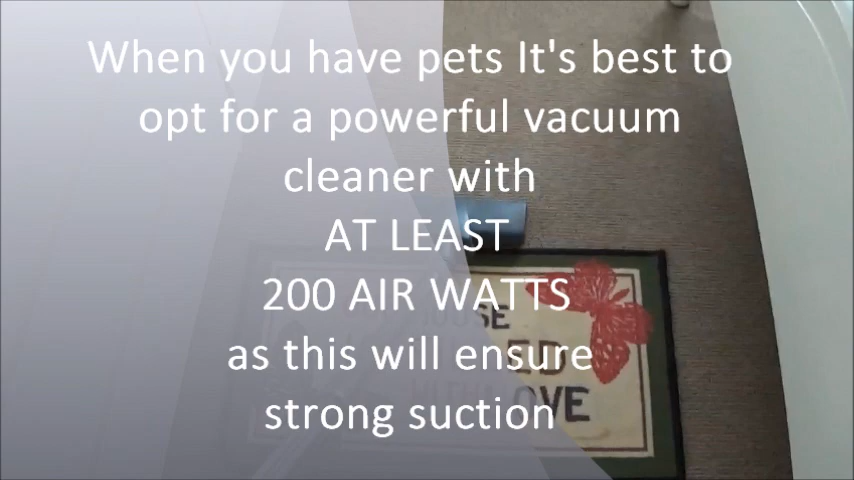 When you have pets It's best to
opt for a powerful vacuum
cleaner with
AT LEAST
200 AIR WATTS
as this will ensure
strong suction
LOVE